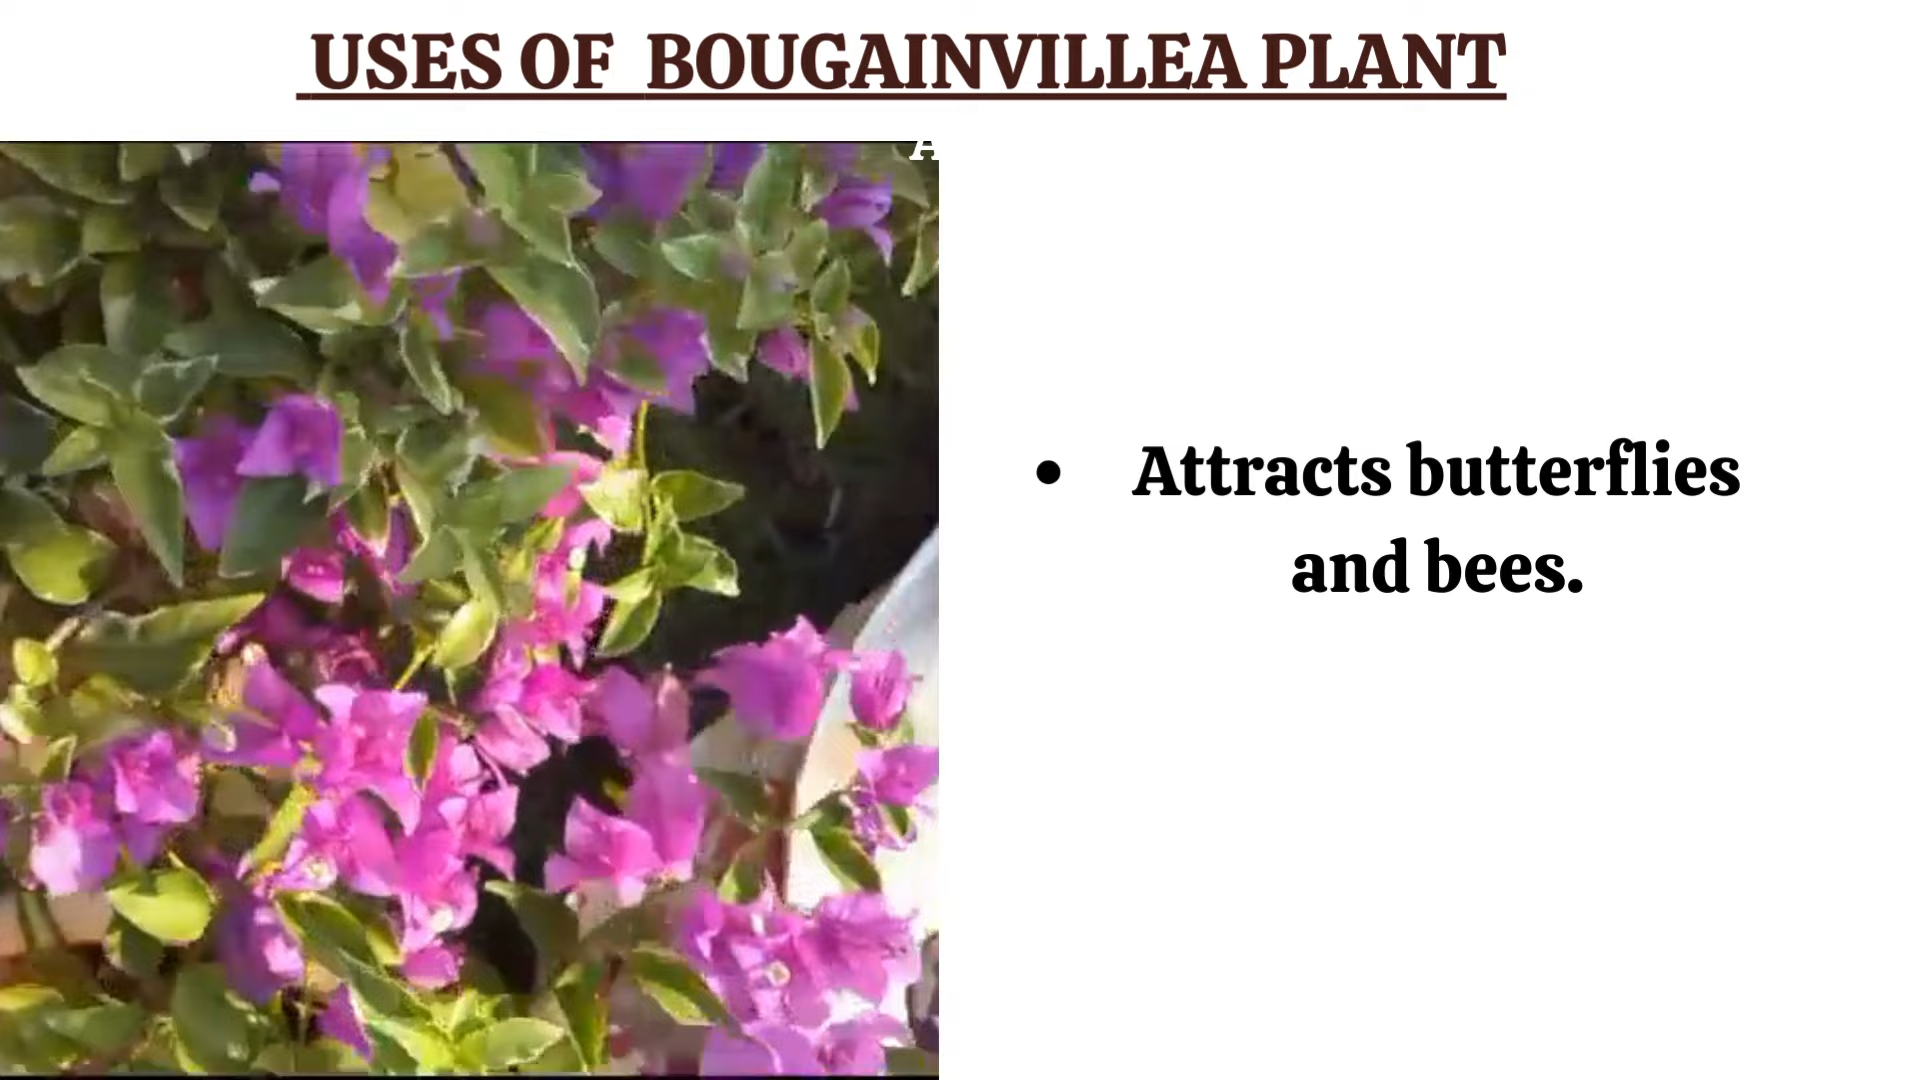 USES OF BOUGAINVILLEA PLANT
A
• Attracts butterflies
and bees.